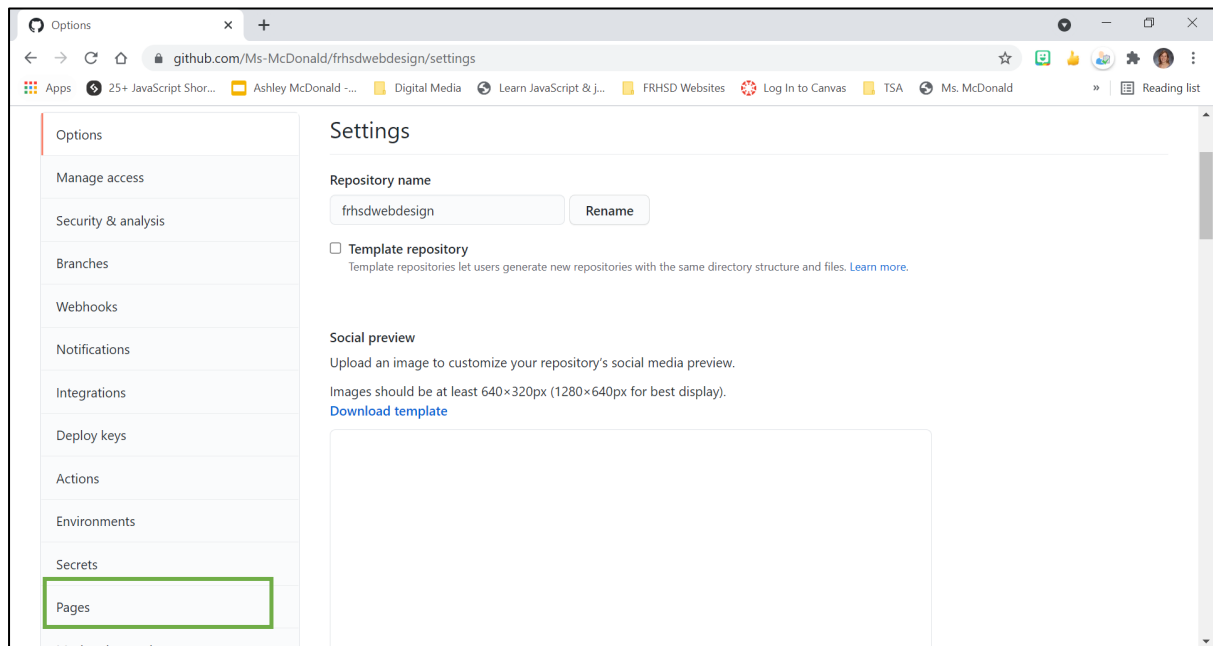 Options
github.com/Ms-McDonald/frhsdwebdesign/settings
Apps 25+ JavaScript Shor... Ashley McDonald -... Digital Media Learn JavaScript & j... FRHSD Websites Log In to Canvas TSA Ms. McDonald » Reading list
Options
Manage access
Security & analysis
Branches
Webhooks
Notifications
Integrations
Deploy keys
Actions
Environments
Secrets
Pages
Settings
Repository name
frhsdwebdesign Rename
Template repository
Template repositories let users generate new repositories with the same directory structure and files. Learn more.
Social preview
Upload an image to customize your repository's social media preview.
Images should be at least 640×320px (1280×640px for best display).
Download template